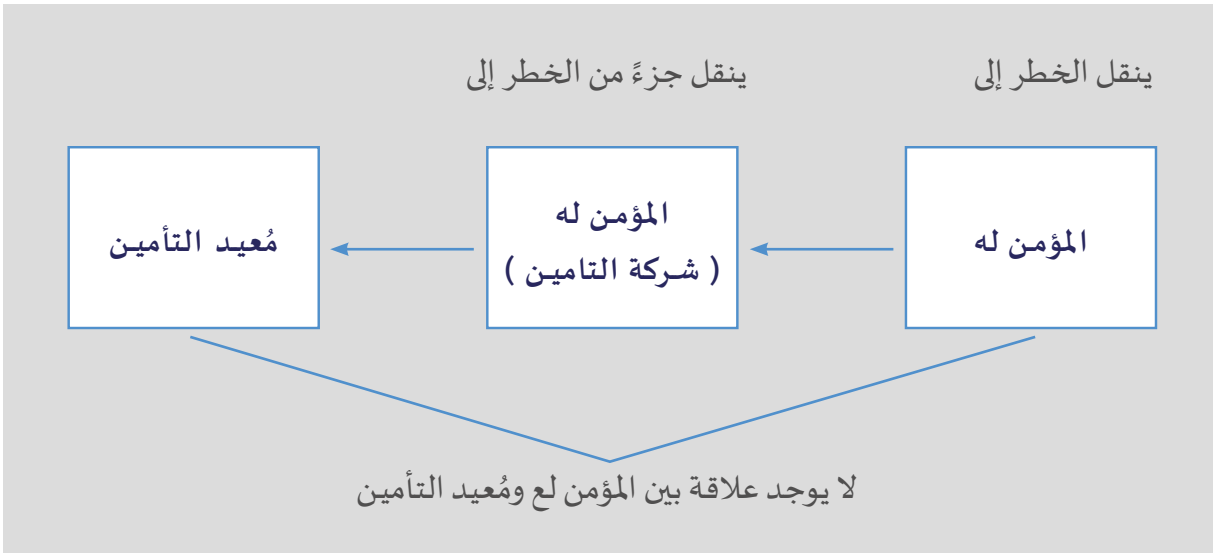 ينقل الخطر إلى
ينقل جزءً من الخطر إلى
المؤمن له
المؤمن له
( شركة التامين )
مُعيد التأمين
لا يوجد علاقة بين المؤمن لع ومُعيد التأمين